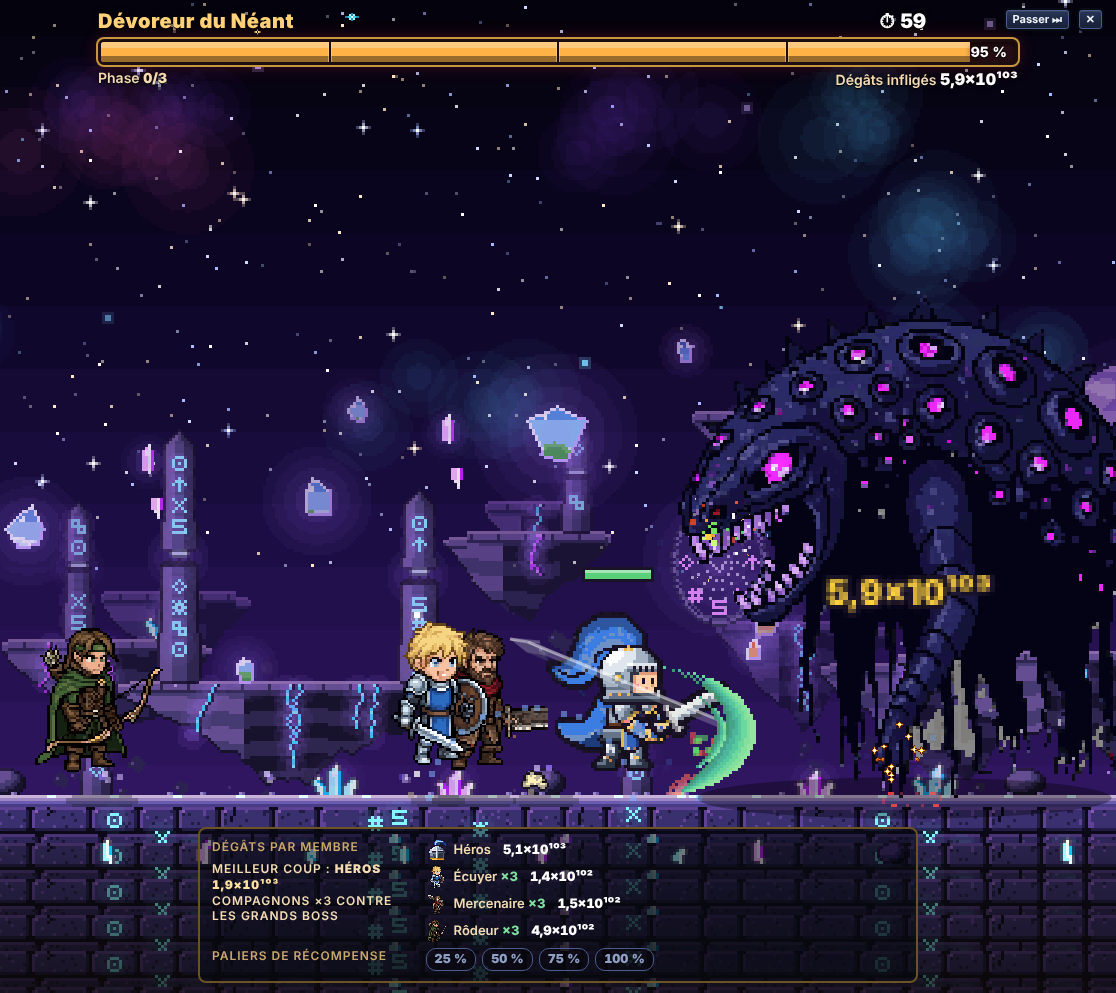 Dévoreur du Néant
⏱ 59
Passer ⏭
✕
95 %
Phase 0/3
Dégâts infligés 5,9×10¹⁰³
5,9×10¹⁰³
DÉGÂTS PAR MEMBRE
MEILLEUR COUP : HÉROS
1,9×10¹⁰³
COMPAGNONS ×3 CONTRE
LES GRANDS BOSS
Héros 5,1×10¹⁰³
Écuyer ×3 1,4×10¹⁰²
Mercenaire ×3 1,5×10¹⁰²
Rôdeur ×3 4,9×10¹⁰²
PALIERS DE RÉCOMPENSE
25 % 50 % 75 % 100 %